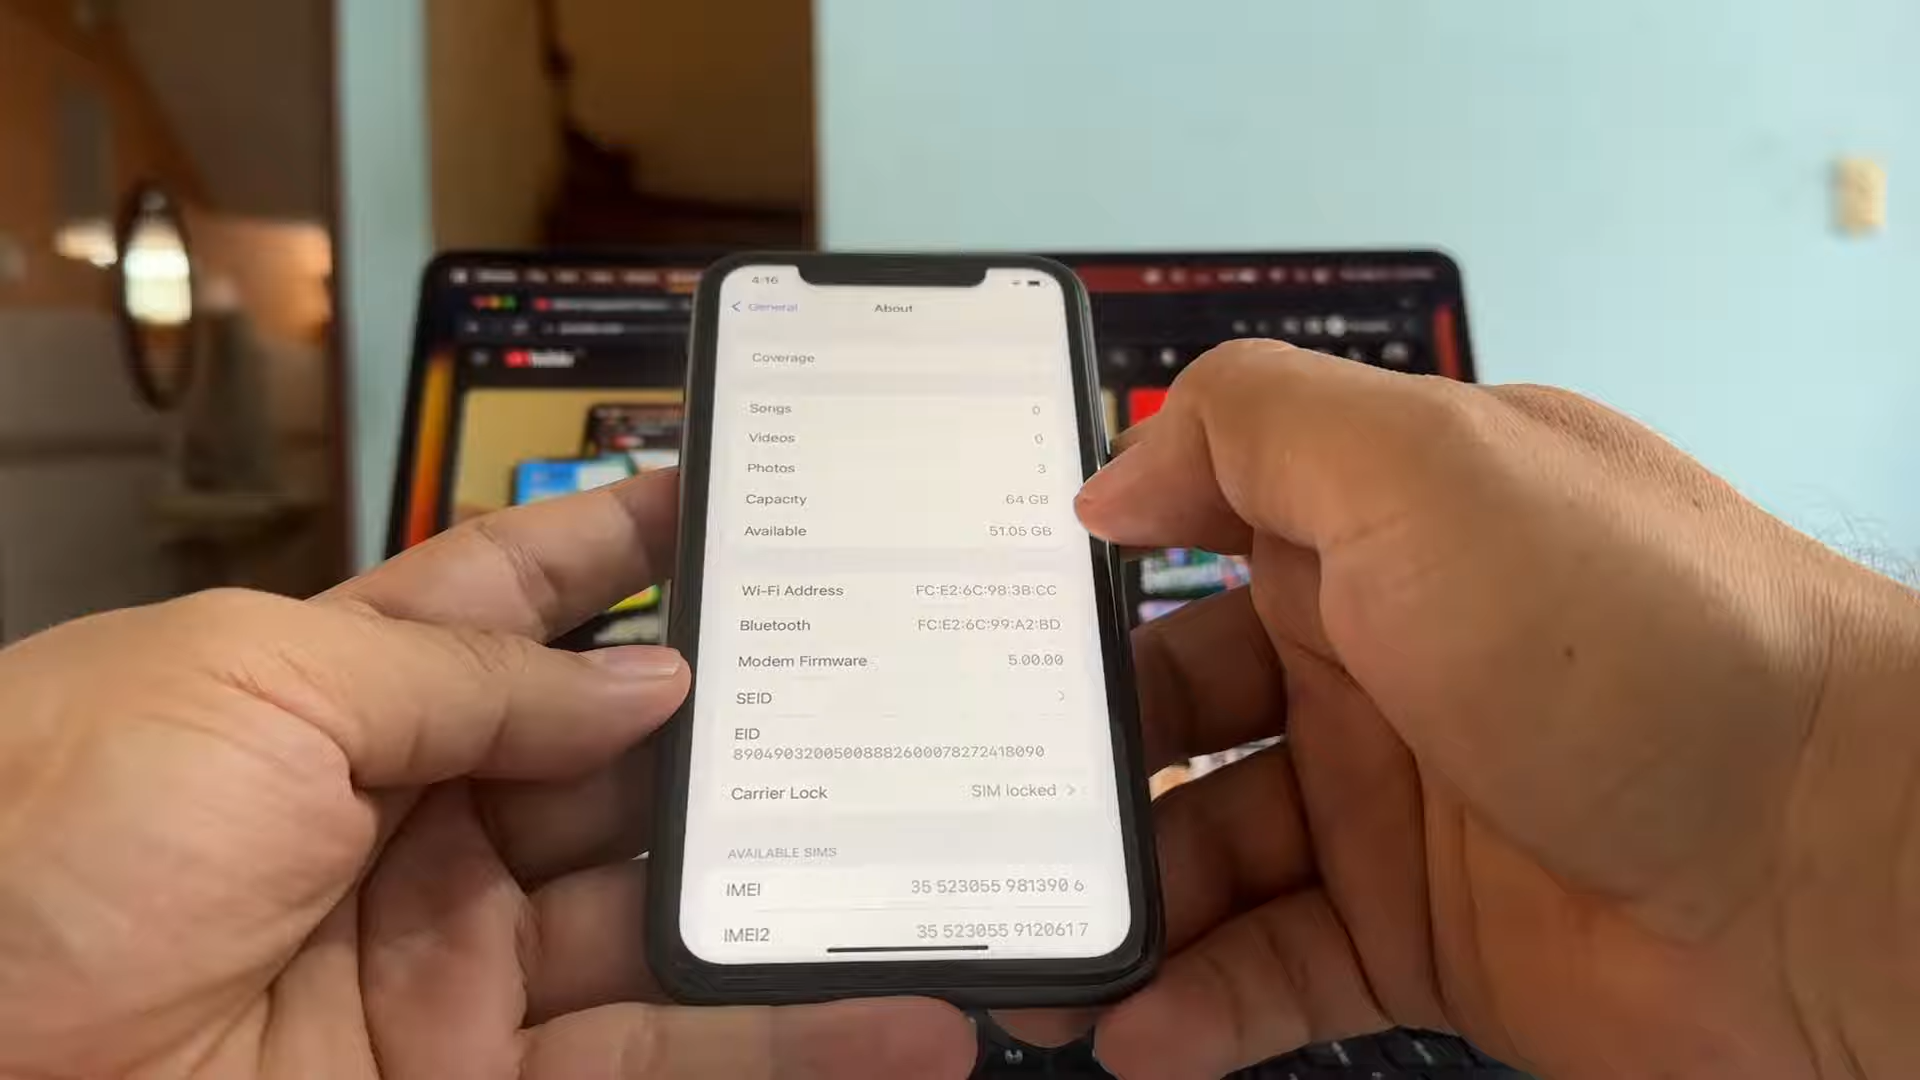 4:16
General
About
Coverage
Songs 0
Videos 0
Photos 3
Capacity 64 GB
Available 51.05 GB
Wi-Fi Address FC:E2:6C:98:3B:CC
Bluetooth FC:E2:6C:99:A2:BD
Modem Firmware 5.00.00
SEID
EID
89049032005008882600078272418090
Carrier Lock SIM locked
AVAILABLE SIMS
IMEI 35 523055 981390 6
IMEI2 35 523055 912061 7